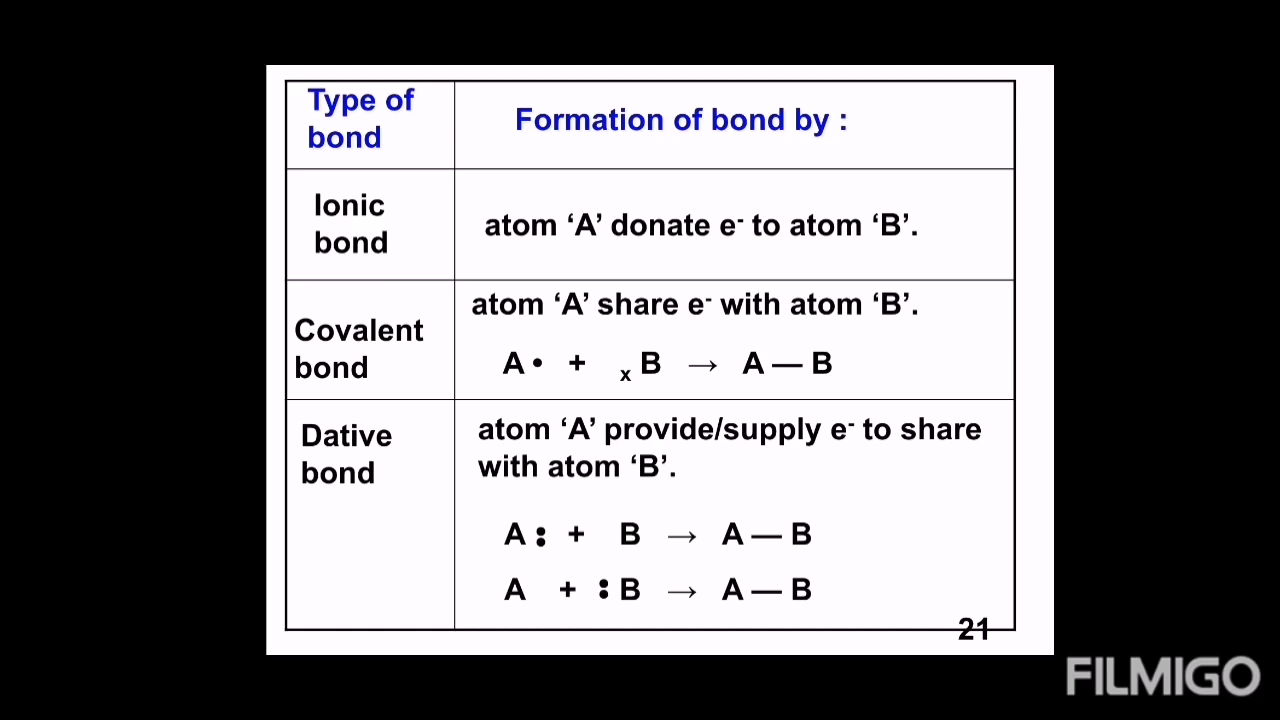 Type of
bond
Formation of bond by :
Ionic
bond
atom ‘A’ donate e- to atom ‘B’.
Covalent
bond
atom ‘A’ share e- with atom ‘B’.
A • + x B → A — B
Dative
bond
atom ‘A’ provide/supply e- to share
with atom ‘B’.
A : + B → A — B
A + : B → A — B
21
FILMIGO